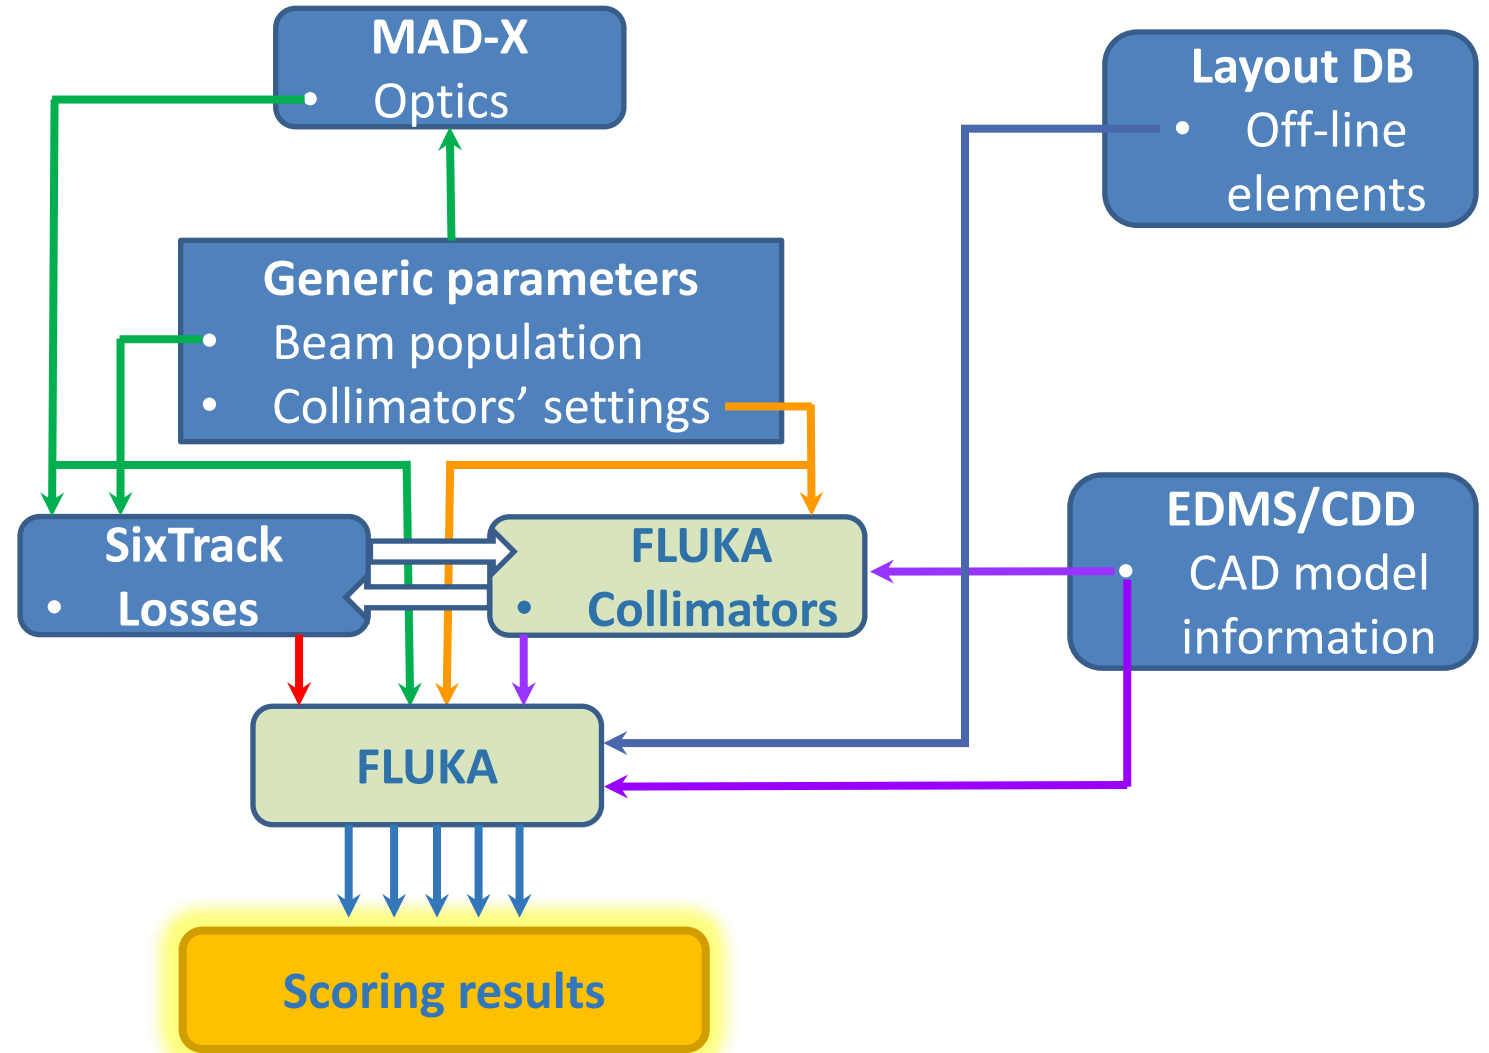 MAD-X
• Optics
Layout DB
• Off-line
elements
Generic parameters
• Beam population
• Collimators’ settings
EDMS/CDD
• CAD model
information
SixTrack
• Losses
FLUKA
• Collimators
FLUKA
Scoring results